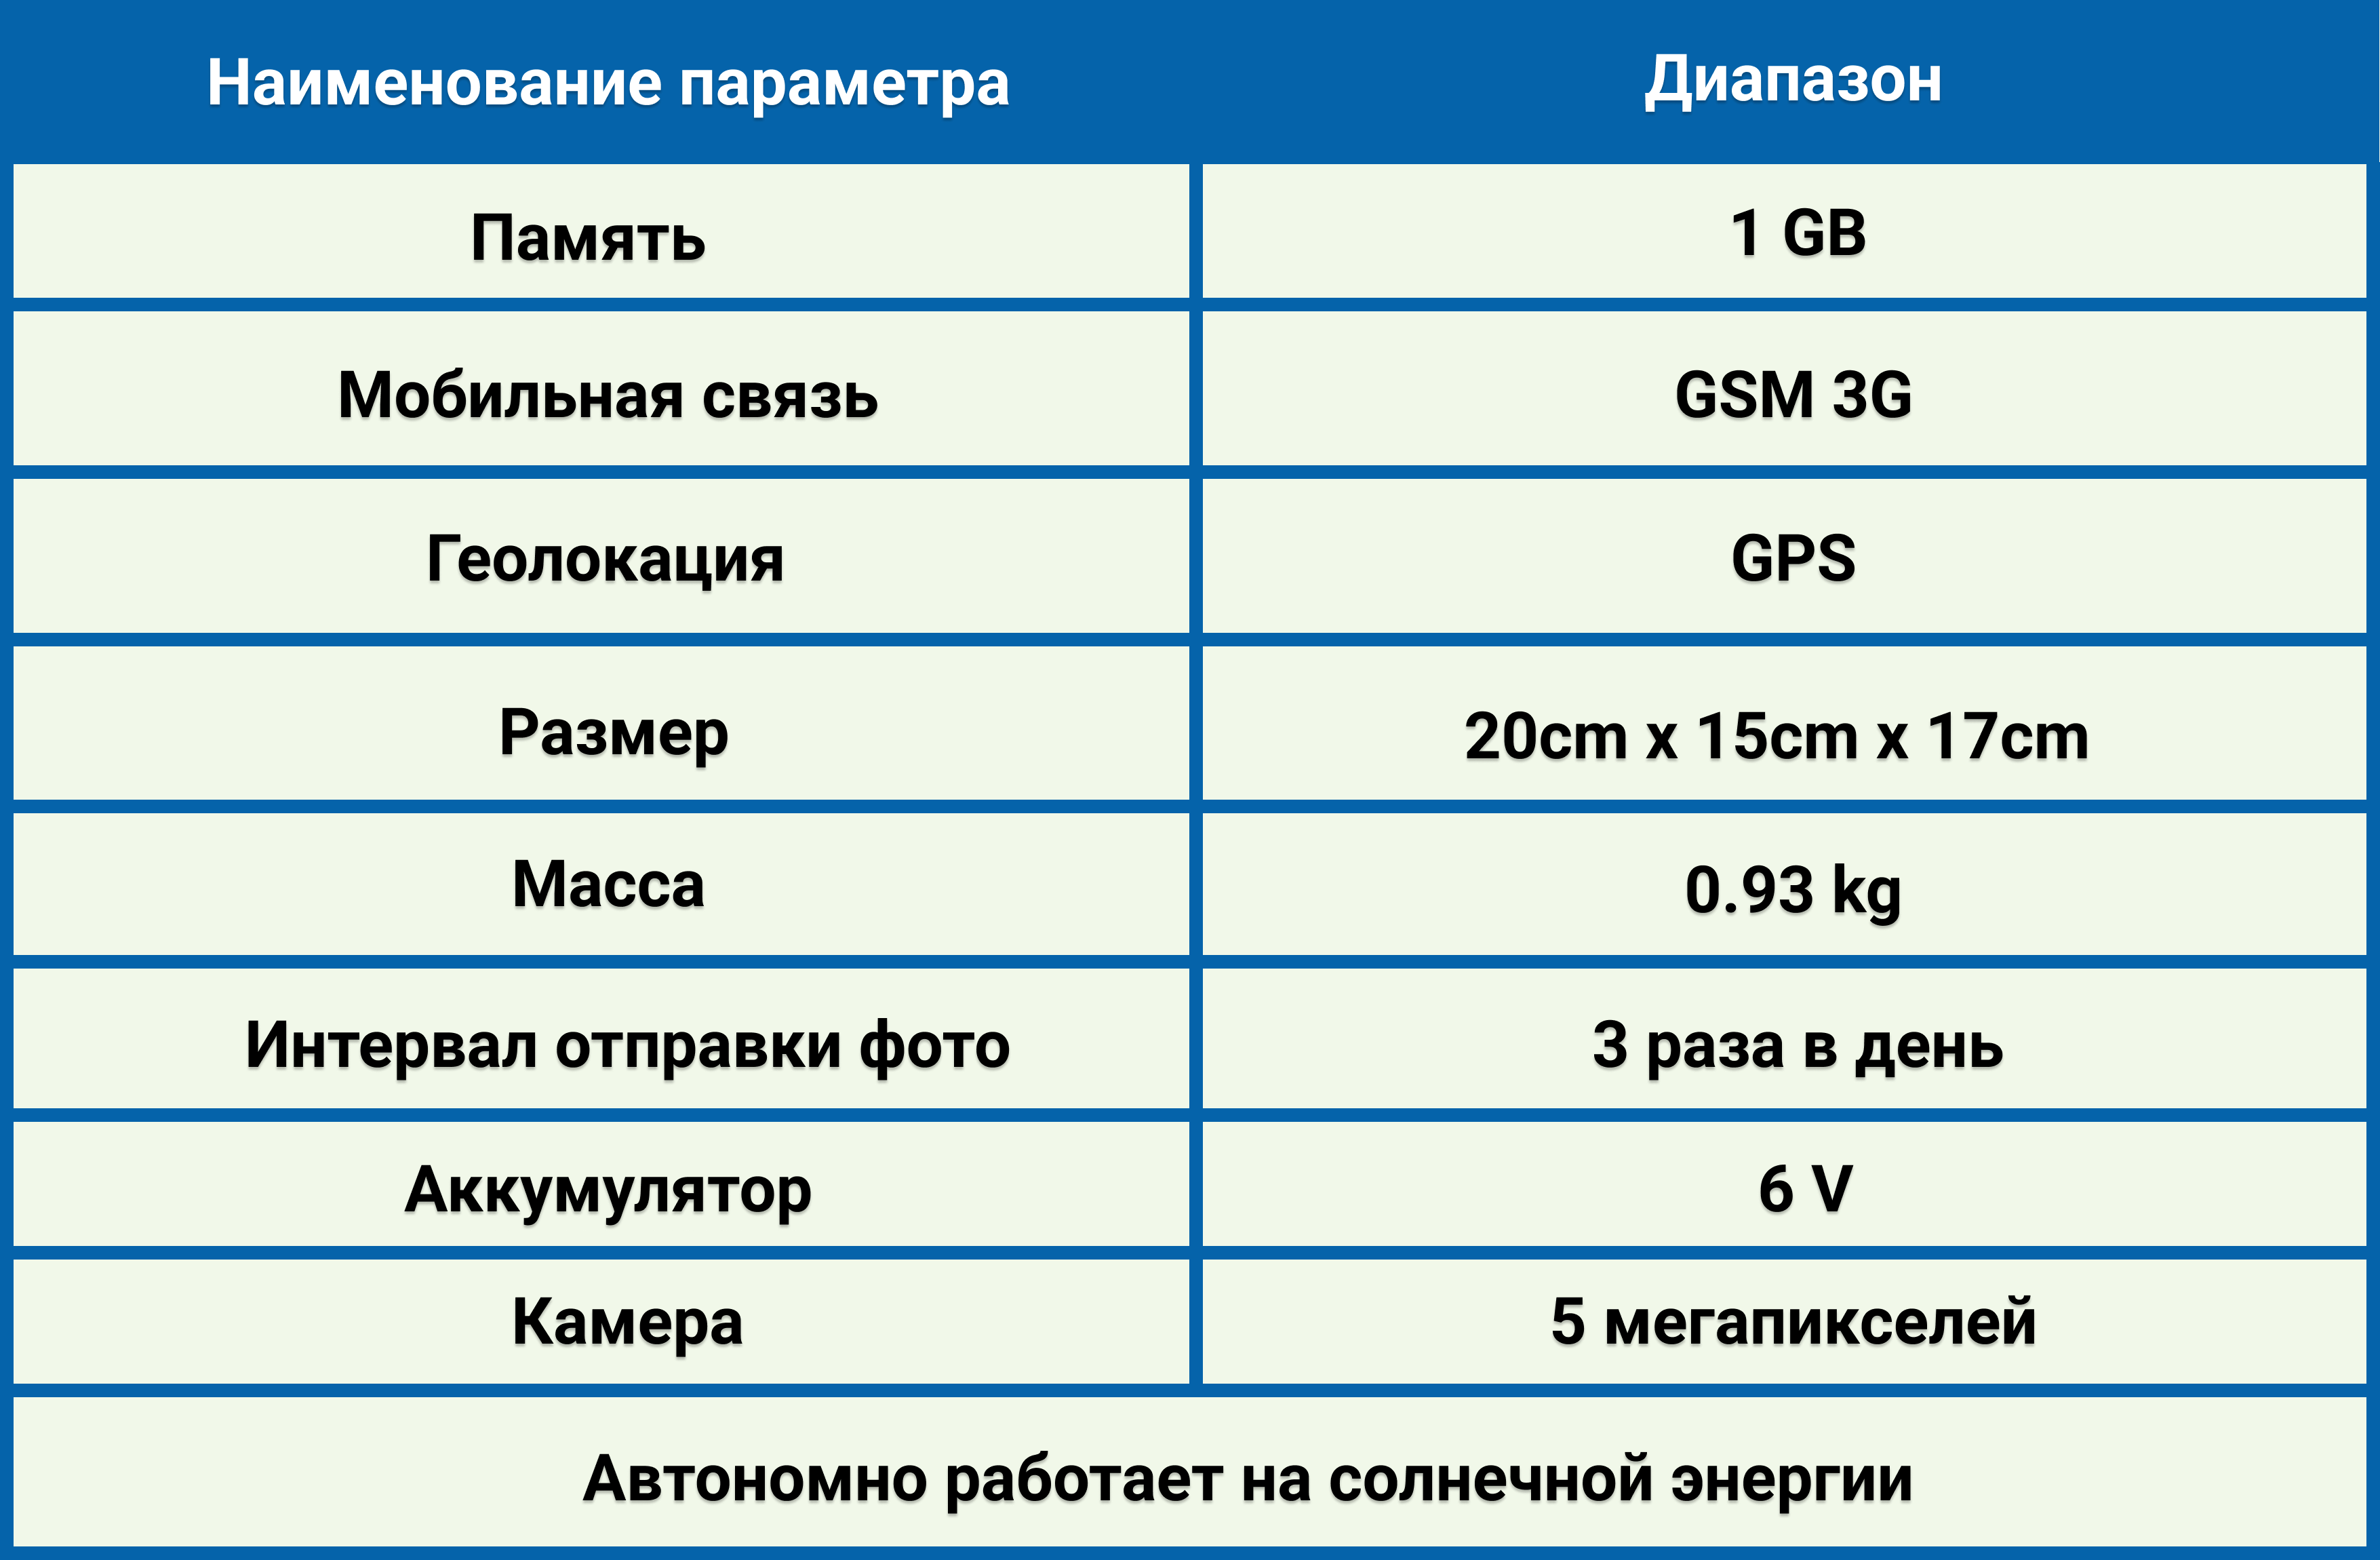 Наименование параметра Диапазон
Память 1 GB
Мобильная связь GSM 3G
Геолокация GPS
Размер 20cm x 15cm x 17cm
Масса 0.93 kg
Интервал отправки фото 3 раза в день
Аккумулятор 6 V
Камера 5 мегапикселей
Автономно работает на солнечной энергии